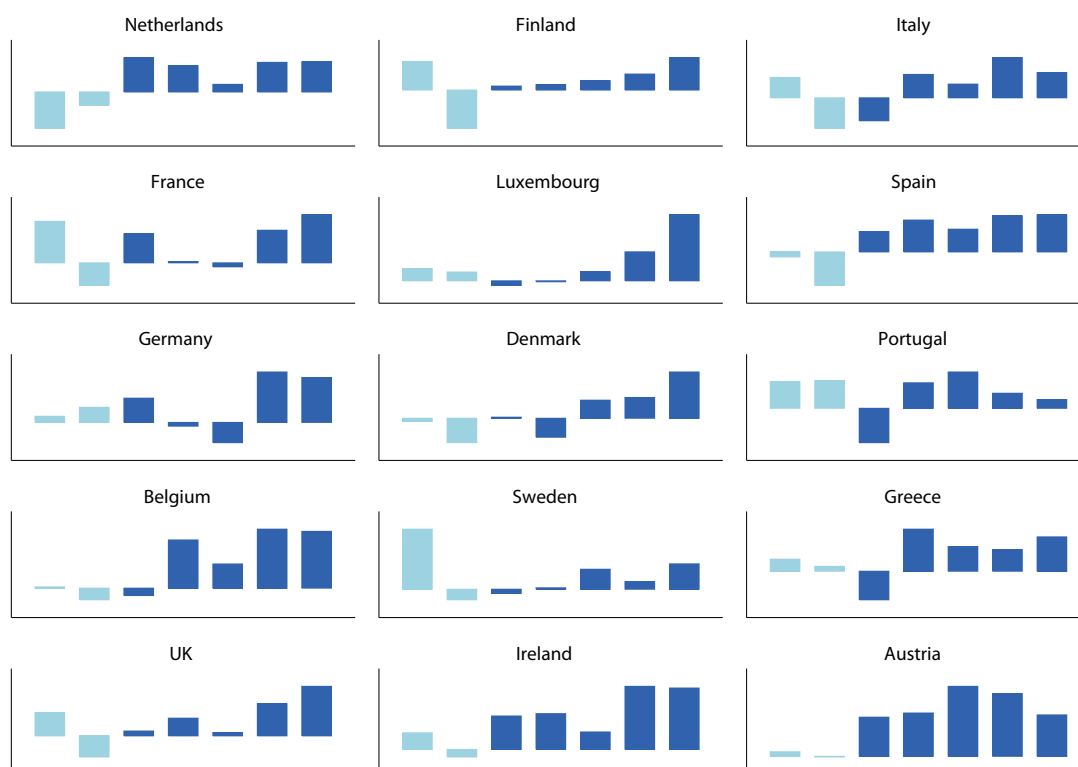 Netherlands
Finland
Italy
France
Luxembourg
Spain
Germany
Denmark
Portugal
Belgium
Sweden
Greece
UK
Ireland
Austria